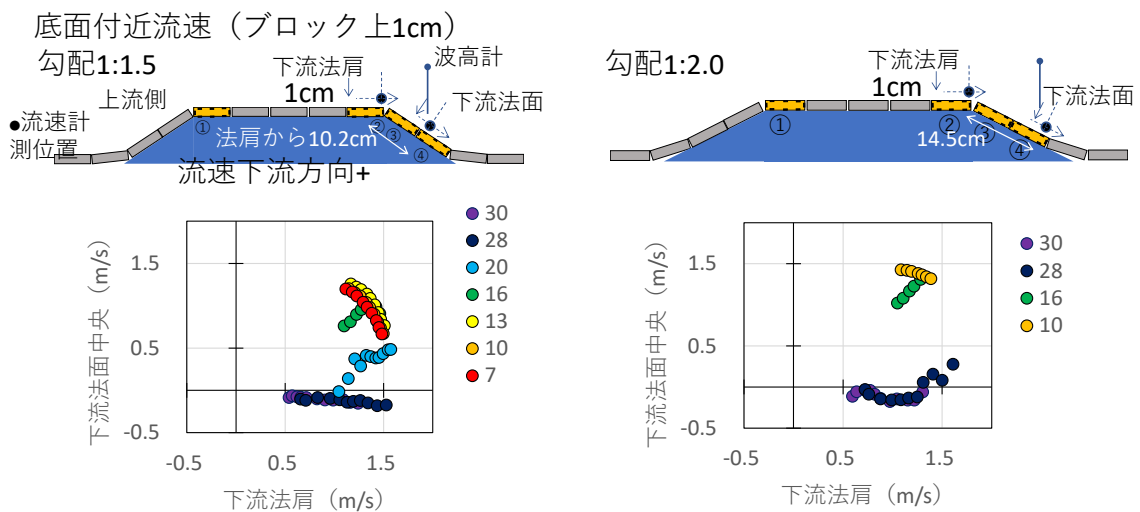 底面付近流速（ブロック上1cm）
勾配1:1.5
上流側
●流速計
測位置
下流法肩
1cm
波高計
下流法面
①
②
③
④
法肩から10.2cm
流速下流方向+
勾配1:2.0
下流法肩
1cm
波高計
下流法面
①
②
③
④
14.5cm
下流法面中央（m/s）
1.5
0.5
-0.5
-0.5
0.5
1.5
下流法肩（m/s）
30
28
20
16
13
10
7
下流法面中央（m/s）
1.5
0.5
-0.5
-0.5
0.5
1.5
下流法肩（m/s）
30
28
16
10